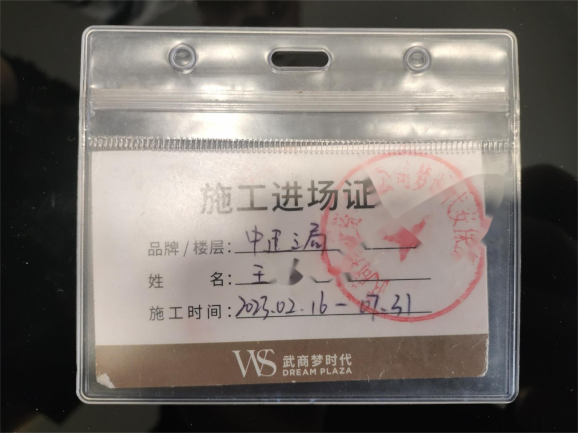 施工进场证
品牌/楼层：中建三局
姓名：王
施工时间：2023.02.16-07.31
WS 武商梦时代
DREAM PLAZA